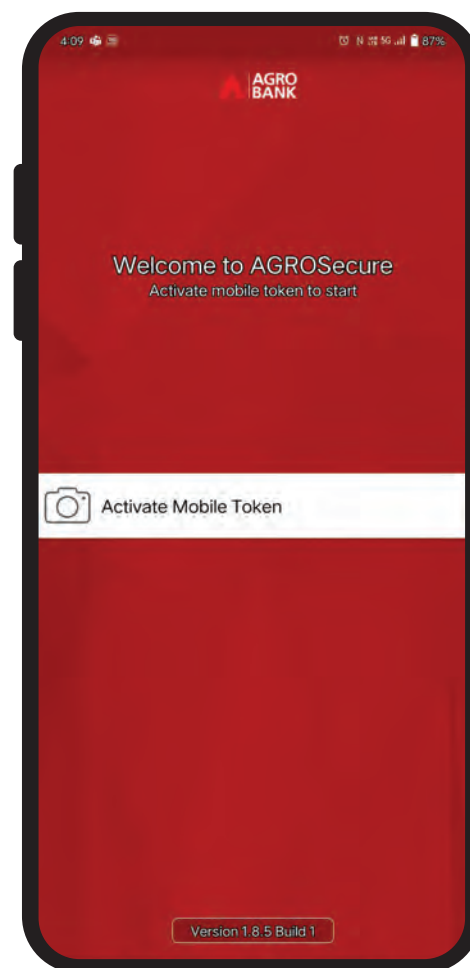 4:09
5G 87%
AGRO
BANK
Welcome to AGROSecure
Activate mobile token to start
Activate Mobile Token
Version 1.8.5 Build 1